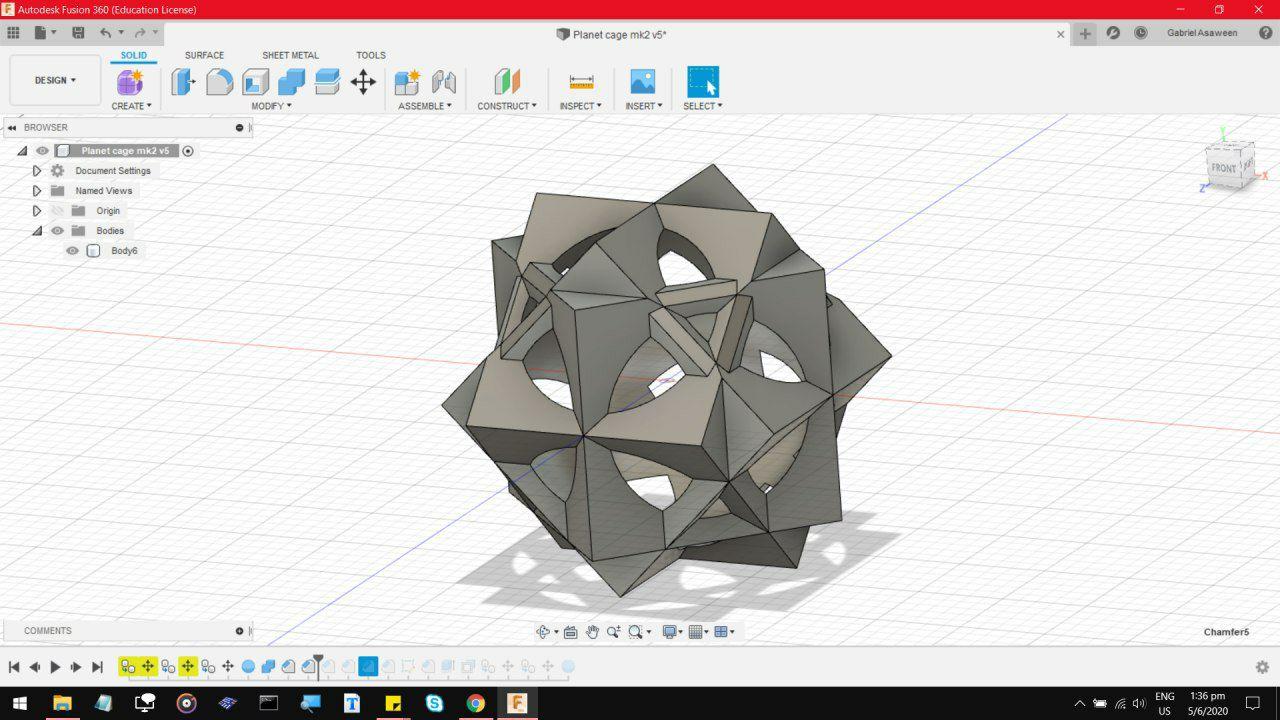 Autodesk Fusion 360 (Education License)
Planet cage mk2 v5*
Gabriel Asaween
SOLID SURFACE SHEET METAL TOOLS
DESIGN
CREATE MODIFY ASSEMBLE CONSTRUCT INSPECT INSERT SELECT
BROWSER
Planet cage mk2 v5
Document Settings
Named Views
Origin
Bodies
Body6
Y
FRONT
X
Z
COMMENTS
Chamfer5
ENG
US
1:36 pm
5/6/2020